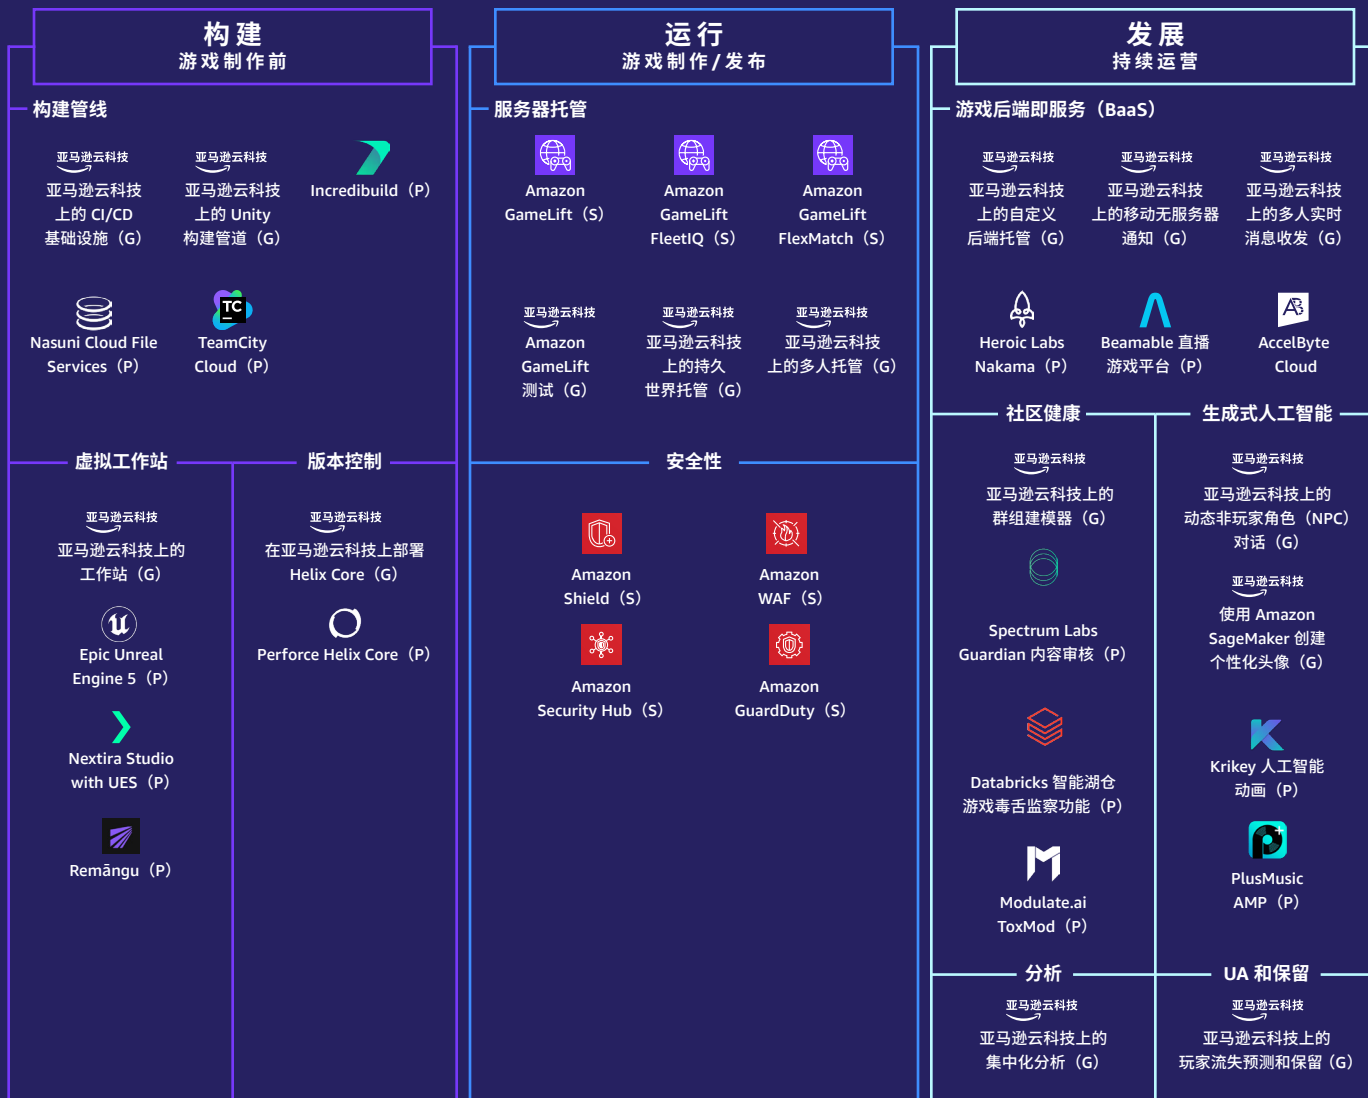 构建
游戏制作前
构建管线
亚马逊云科技
亚马逊云科技
上的 CI/CD
基础设施（G）
亚马逊云科技
亚马逊云科技
上的 Unity
构建管道（G）
Incredibuild（P）
Nasuni Cloud File
Services（P）
TC
TeamCity
Cloud（P）
虚拟工作站
亚马逊云科技
亚马逊云科技上的
工作站（G）
Epic Unreal
Engine 5（P）
Nextira Studio
with UES（P）
Remāngu（P）
版本控制
亚马逊云科技
在亚马逊云科技上部署
Helix Core（G）
Perforce Helix Core（P）
运行
游戏制作/发布
服务器托管
Amazon
GameLift（S）
Amazon
GameLift
FleetIQ（S）
Amazon
GameLift
FlexMatch（S）
亚马逊云科技
Amazon
GameLift
测试（G）
亚马逊云科技
亚马逊云科技
上的持久
世界托管（G）
亚马逊云科技
亚马逊云科技
上的多人托管（G）
安全性
Amazon
Shield（S）
Amazon
WAF（S）
Amazon
Security Hub（S）
Amazon
GuardDuty（S）
发展
持续运营
游戏后端即服务（BaaS）
亚马逊云科技
亚马逊云科技
上的自定义
后端托管（G）
亚马逊云科技
亚马逊云科技
上的移动无服务器
通知（G）
亚马逊云科技
亚马逊云科技
上的多人实时
消息收发（G）
Heroic Labs
Nakama（P）
Beamable 直播
游戏平台（P）
AB
AccelByte
Cloud
社区健康
亚马逊云科技
亚马逊云科技上的
群组建模器（G）
Spectrum Labs
Guardian 内容审核（P）
Databricks 智能湖仓
游戏毒舌监察功能（P）
Modulate.ai
ToxMod（P）
生成式人工智能
亚马逊云科技
亚马逊云科技上的
动态非玩家角色（NPC）
对话（G）
亚马逊云科技
使用 Amazon
SageMaker 创建
个性化头像（G）
Krikey 人工智能
动画（P）
PlusMusic
AMP（P）
分析
亚马逊云科技
亚马逊云科技上的
集中化分析（G）
UA 和保留
亚马逊云科技
亚马逊云科技上的
玩家流失预测和保留（G）